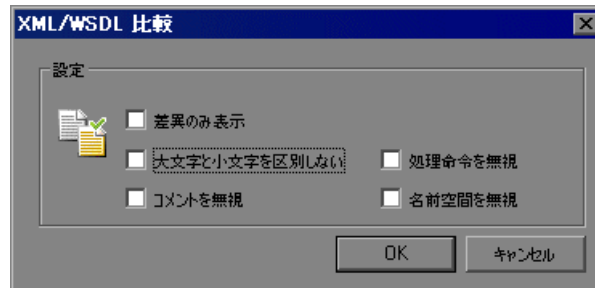 XML/WSDL 比較
設定
差異のみ表示
大文字と小文字を区別しない 処理命令を無視
コメントを無視 名前空間を無視
OK キャンセル